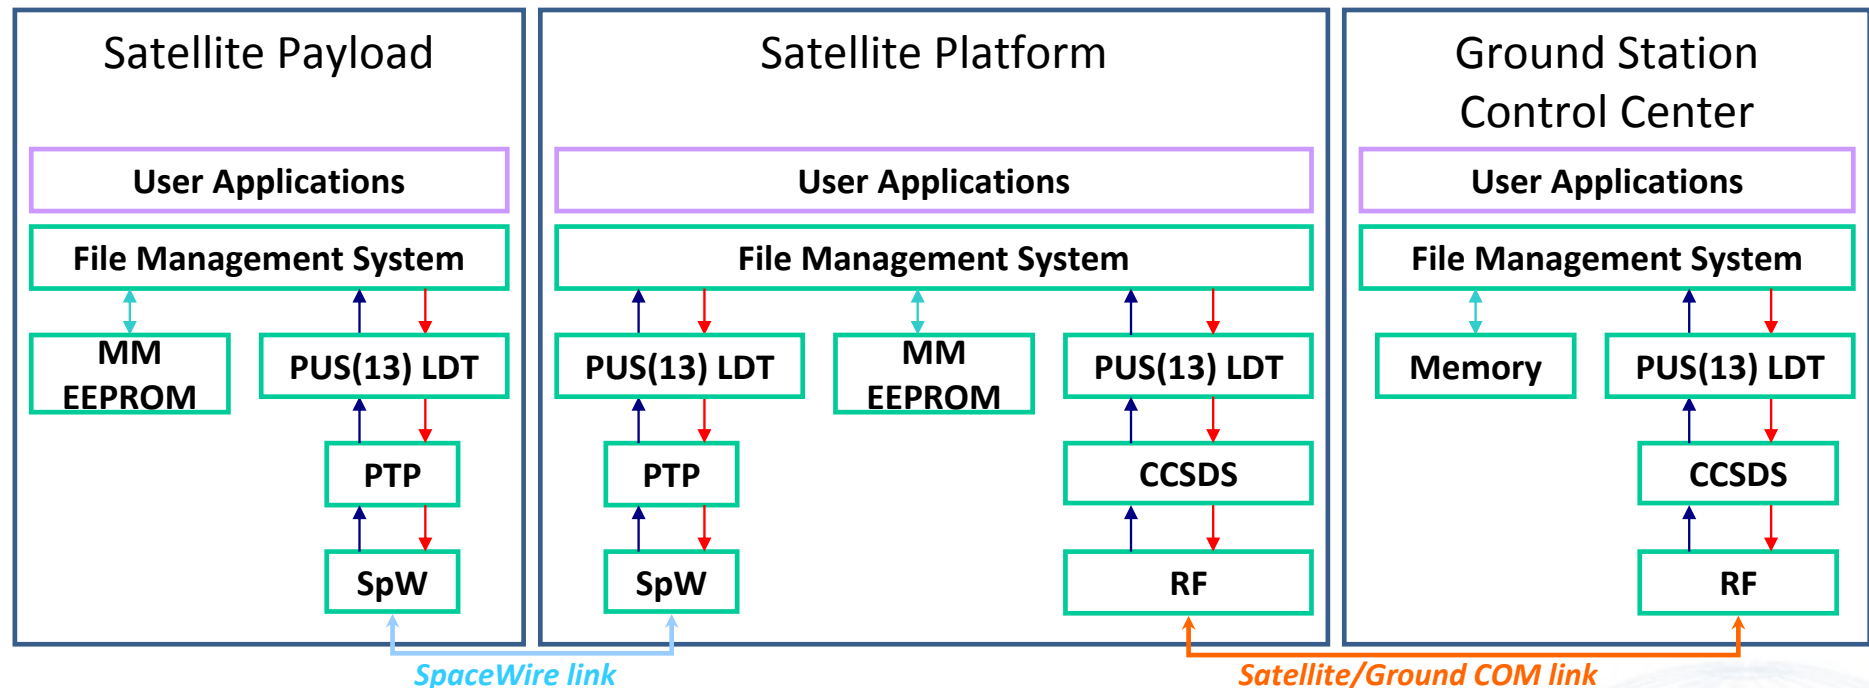 Satellite Payload
User Applications
File Management System
MM
EEPROM
PUS(13) LDT
PTP
SpW
Satellite Platform
User Applications
File Management System
PUS(13) LDT
MM
EEPROM
PUS(13) LDT
PTP
CCSDS
SpW
RF
Ground Station
Control Center
User Applications
File Management System
Memory
PUS(13) LDT
CCSDS
RF
SpaceWire link
Satellite/Ground COM link